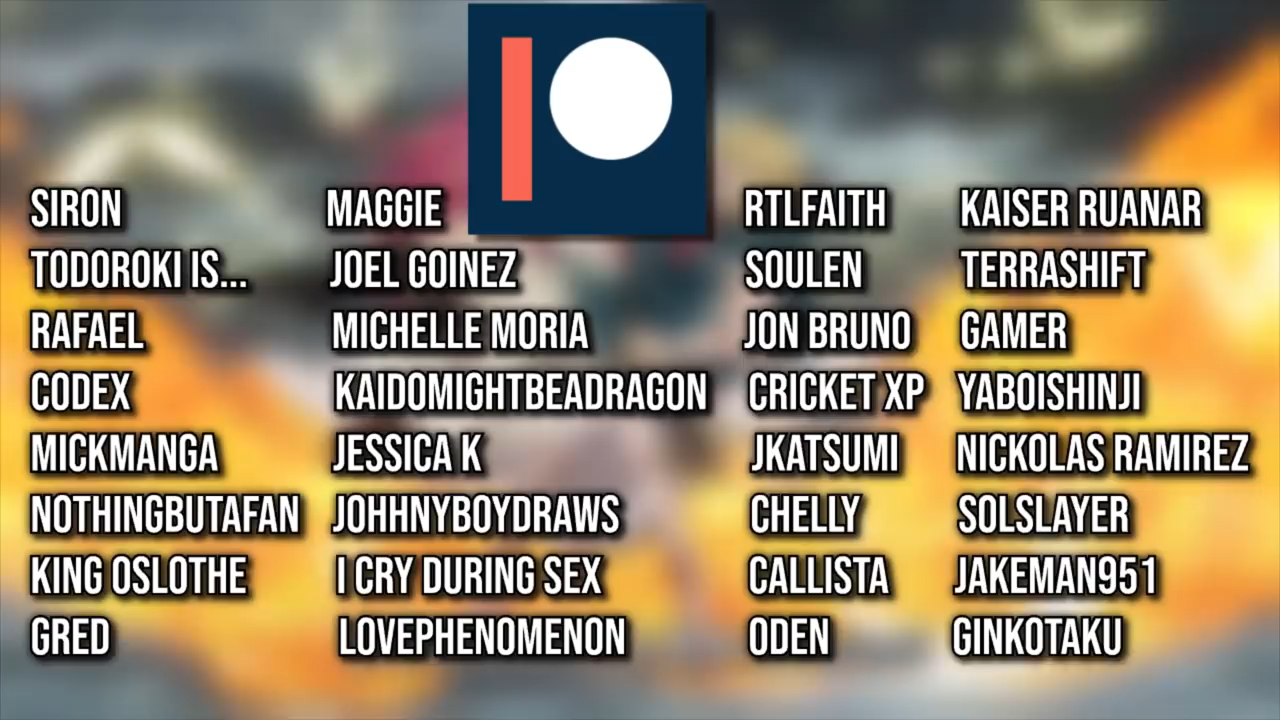 SIRON MAGGIE RTLFAITH KAISER RUANAR
TODOROKI IS... JOEL GOINEZ SOULEN TERRASHIFT
RAFAEL MICHELLE MORIA JON BRUNO GAMER
CODEX KAIDOMIGHTBEADRAGON CRICKET XP YABOISHINJI
MICKMANGA JESSICA K JKATSUMI NICKOLAS RAMIREZ
NOTHINGBUTAFAN JOHHNYBOYDRAWS CHELLY SOLSLAYER
KING OSLOTHE I CRY DURING SEX CALLISTA JAKEMAN951
GRED LOVEPHENOMENON ODEN GINKOTAKU